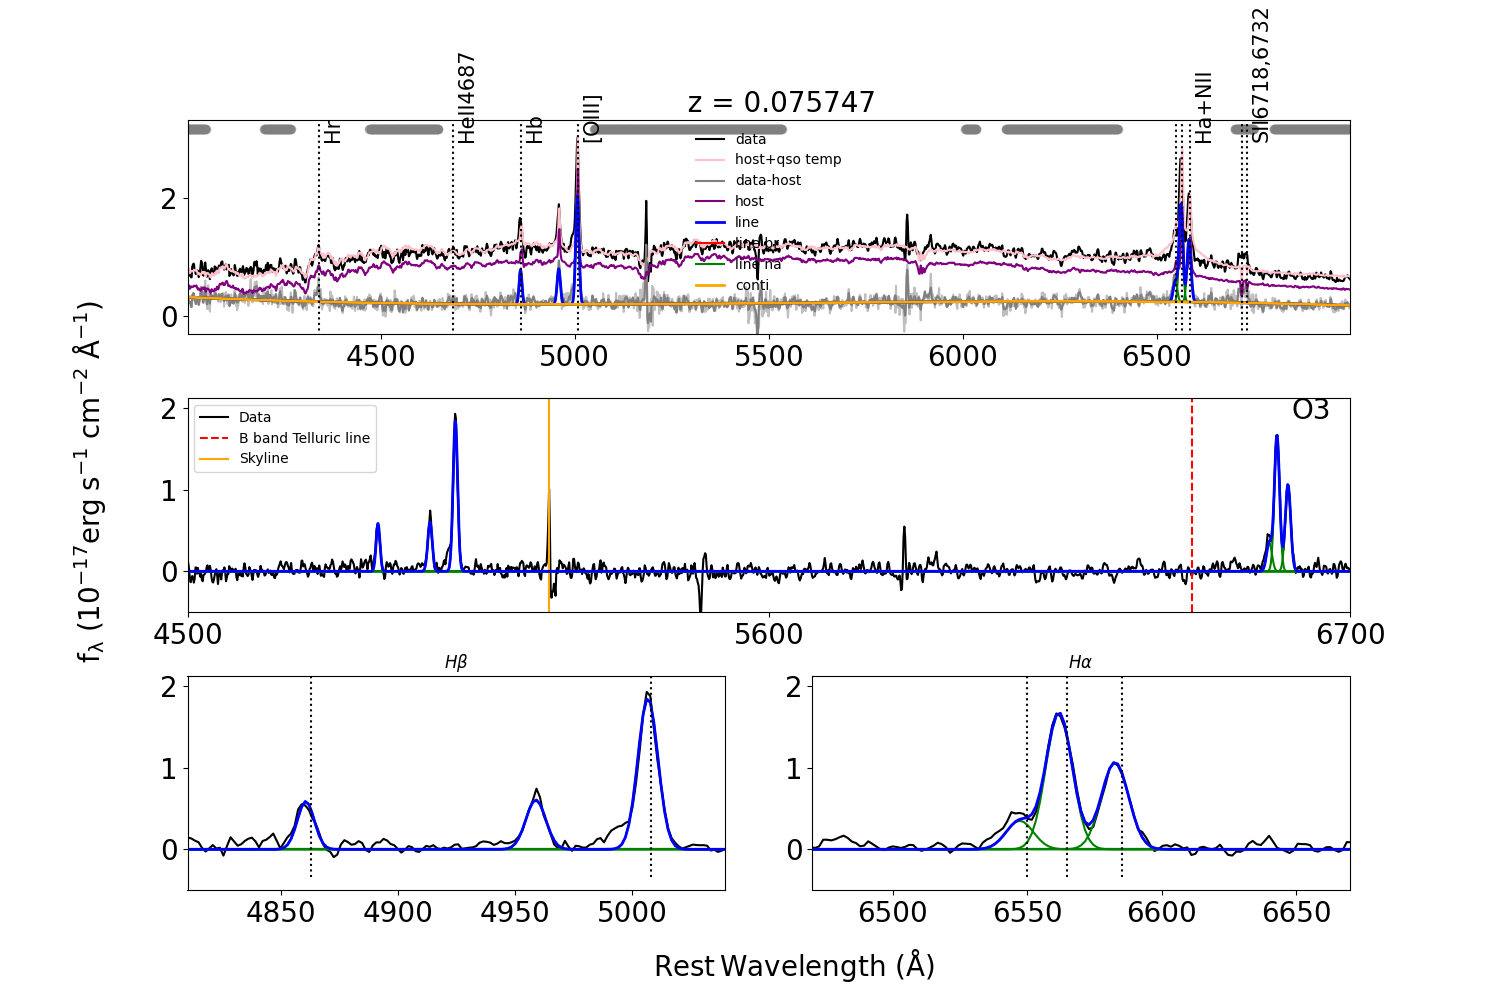 Hr
HeII4687
Hb
[OIII]
Ha+NII
SII6718,6732
z = 0.075747
data
host+qso temp
data-host
host
line
line br
line na
conti
2
0
4500
5000
5500
6000
6500
fλ (10⁻¹⁷erg s⁻¹ cm⁻² Å⁻¹)
O3
Data
B band Telluric line
Skyline
2
1
0
4500
5600
6700
Hβ
2
1
0
4850
4900
4950
5000
Hα
2
1
0
6500
6550
6600
6650
Rest Wavelength (Å)